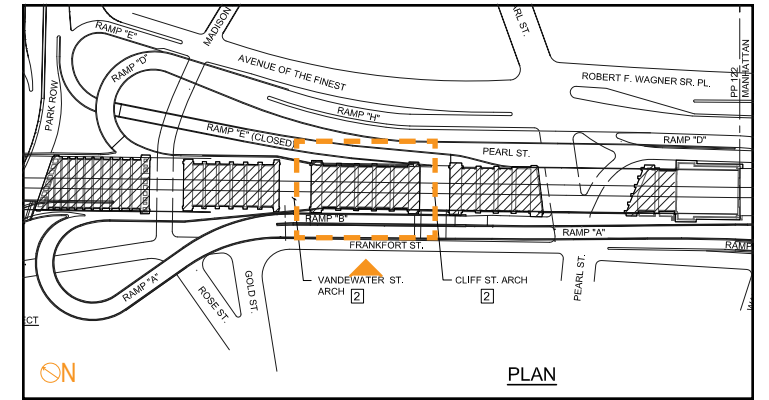 RAMP "E"
MADISON
RL ST.
RAMP "D"
AVENUE OF THE FINEST
ROBERT F. WAGNER SR. PL.
PP 122
MANHATTAN
PARK ROW
RAMP "H"
RAMP "E" (CLOSED)
PEARL ST.
RAMP "D"
RAMP "B"
RAMP "A"
FRANKFORT ST.
RAMP
RAMP "A"
ROSE ST.
GOLD ST.
VANDEWATER ST.
ARCH
2
CLIFF ST. ARCH
2
PEARL ST.
CT
N
PLAN